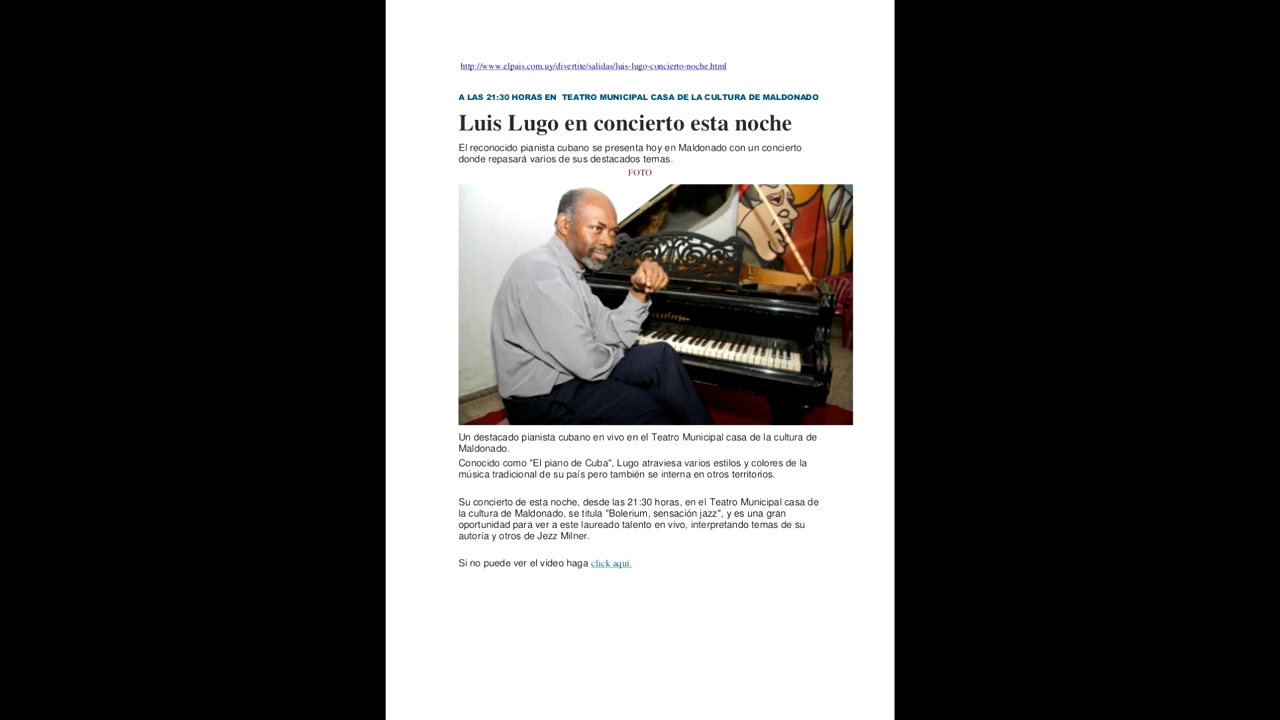 http://www.elpais.com.uy/divertite/salidas/luis-lugo-concierto-noche.html
A LAS 21:30 HORAS EN TEATRO MUNICIPAL CASA DE LA CULTURA DE MALDONADO
Luis Lugo en concierto esta noche
El reconocido pianista cubano se presenta hoy en Maldonado con un concierto
donde repasará varios de sus destacados temas.
FOTO
Un destacado pianista cubano en vivo en el Teatro Municipal casa de la cultura de
Maldonado.
Conocido como "El piano de Cuba", Lugo atraviesa varios estilos y colores de la
música tradicional de su país pero también se interna en otros territorios.
Su concierto de esta noche, desde las 21:30 horas, en el Teatro Municipal casa de
la cultura de Maldonado, se titula "Bolerium, sensación jazz", y es una gran
oportunidad para ver a este laureado talento en vivo, interpretando temas de su
autoría y otros de Jezz Milner.
Si no puede ver el video haga click aquí.